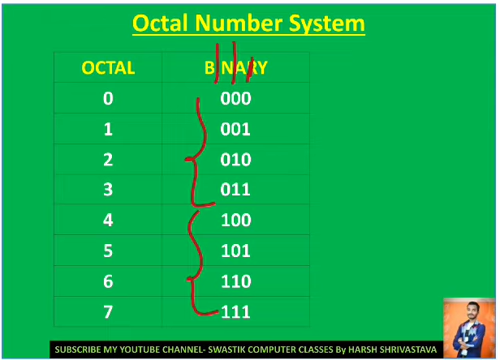 Octal Number System
OCTAL BINARY
0 000
1 001
2 010
3 011
4 100
5 101
6 110
7 111
SUBSCRIBE MY YOUTUBE CHANNEL- SWASTIK COMPUTER CLASSES By HARSH SHRIVASTAVA